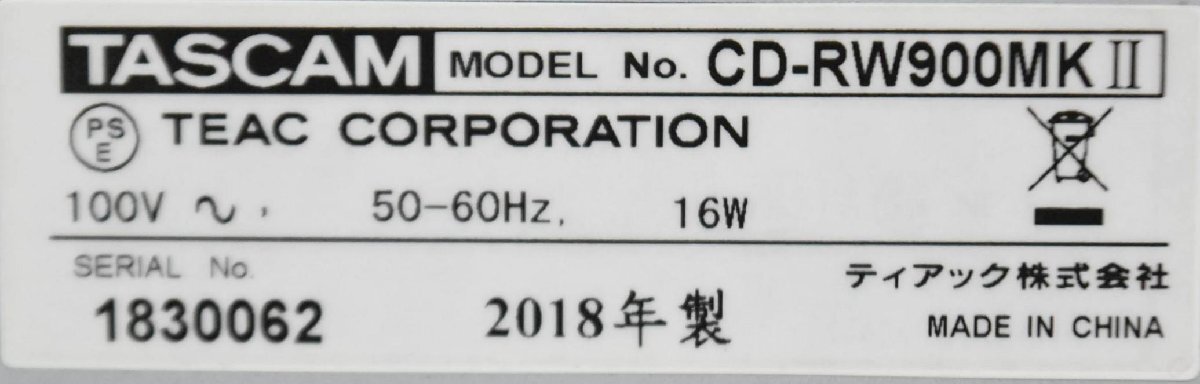 TASCAM MODEL No. CD-RW900MKⅡ
PSE TEAC CORPORATION
100V ～, 50-60Hz, 16W
SERIAL No.
1830062 2018年製
ティアック株式会社
MADE IN CHINA